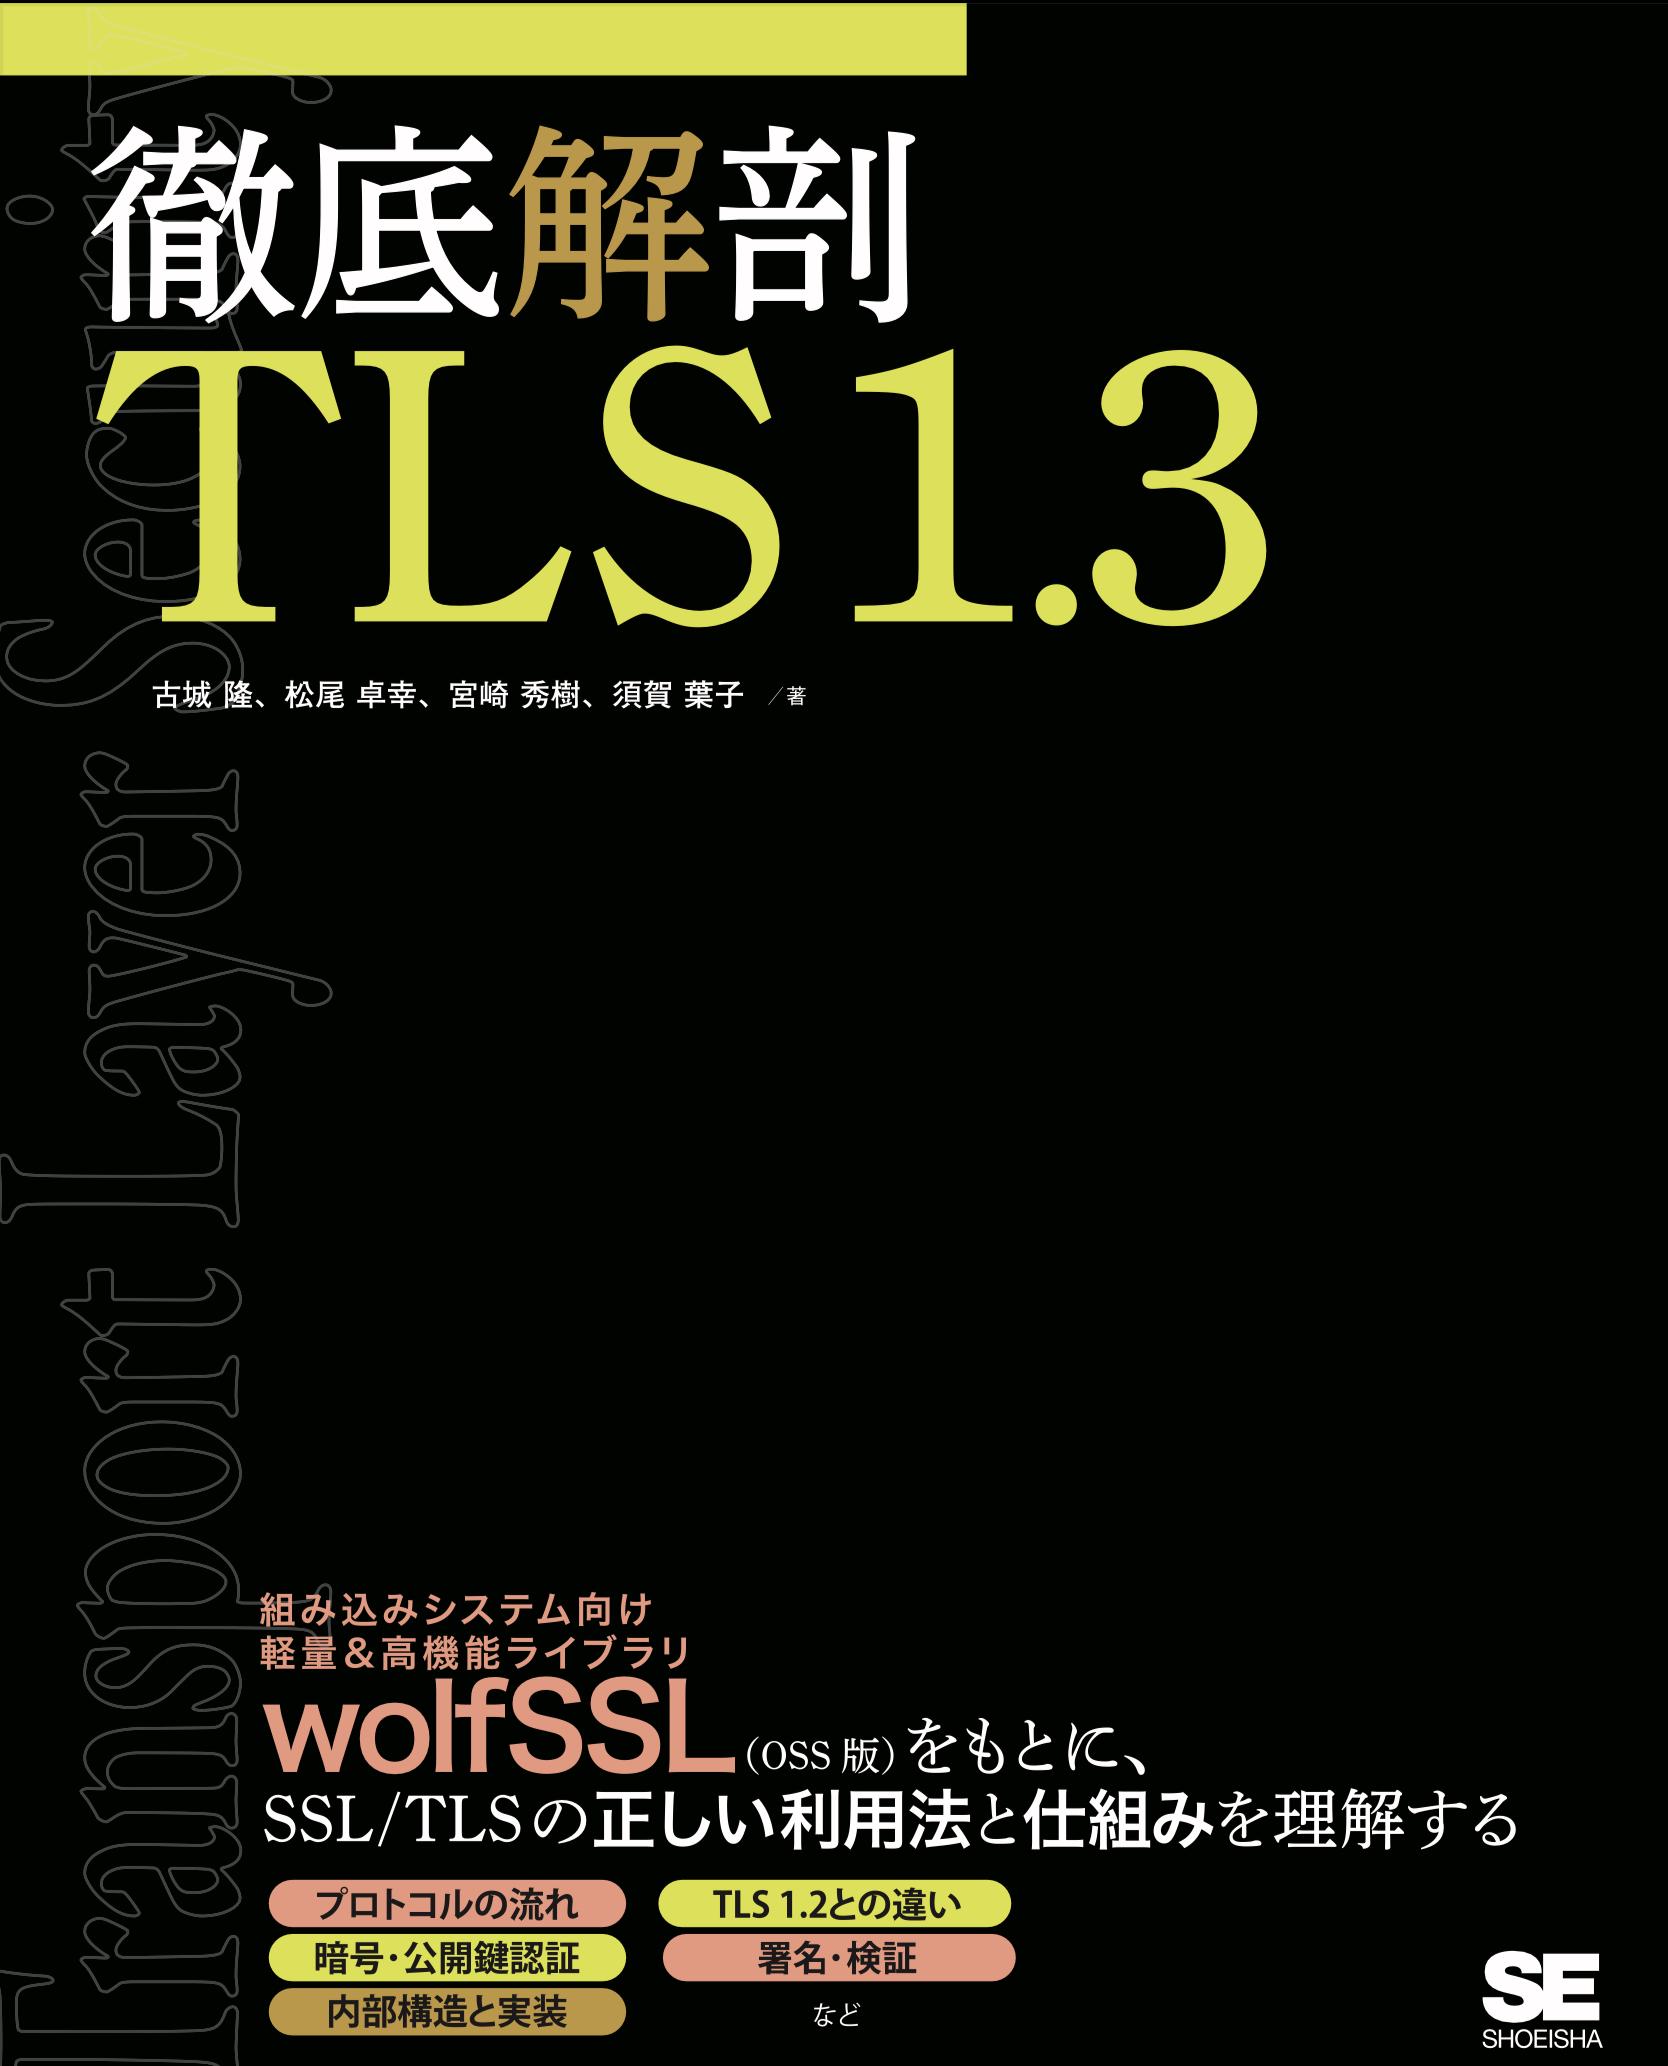 徹底解剖
TLS 1.3
古城 隆、松尾 卓幸、宮崎 秀樹、須賀 葉子 ／著
Transport Layer Security
組み込みシステム向け
軽量＆高機能ライブラリ
wolfSSL（OSS 版）をもとに、
SSL/TLSの正しい利用法と仕組みを理解する
プロトコルの流れ
TLS 1.2との違い
暗号・公開鍵認証
署名・検証
内部構造と実装
など
SE
SHOEISHA